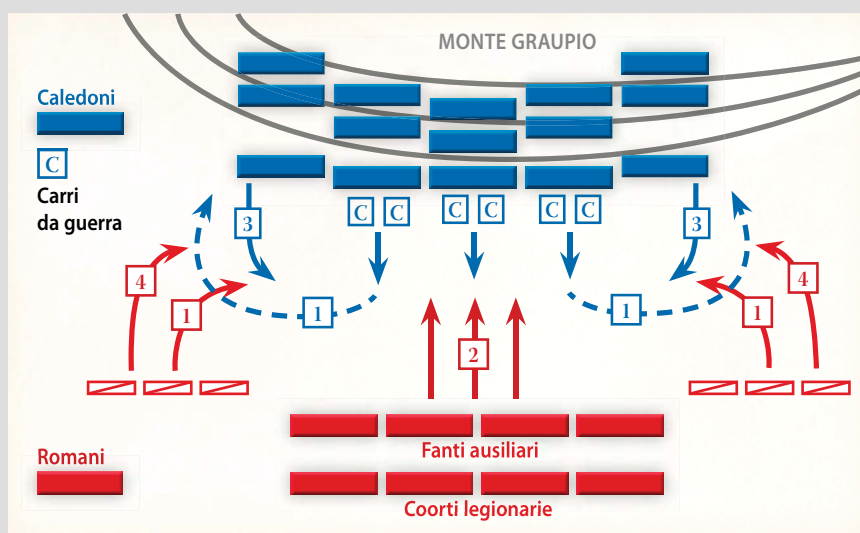 MONTE GRAUPIO
Caledoni
C
Carri
da guerra
C C C C C C
3 3
4 1 1 1 1 4
2
Fanti ausiliari
Romani
Coorti legionarie